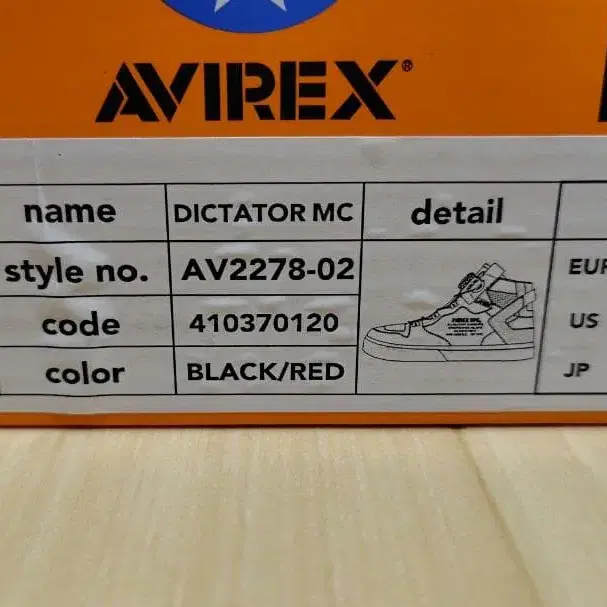 AVIREX®
name DICTATOR MC detail
style no. AV2278-02 EUR
code 410370120 US
color BLACK/RED JP